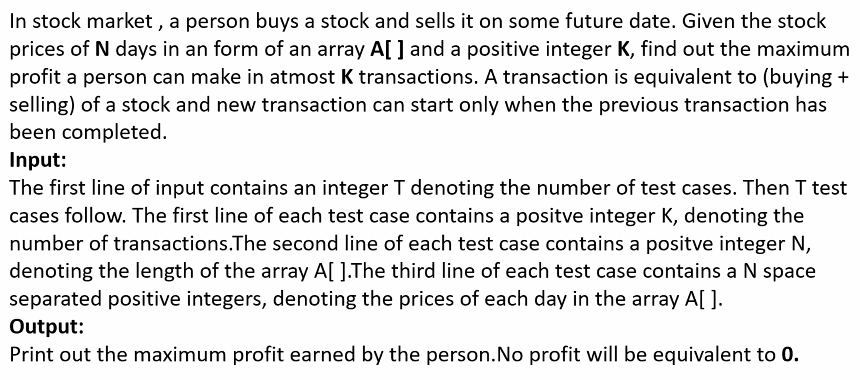 In stock market , a person buys a stock and sells it on some future date. Given the stock
prices of N days in an form of an array A[ ] and a positive integer K, find out the maximum
profit a person can make in atmost K transactions. A transaction is equivalent to (buying +
selling) of a stock and new transaction can start only when the previous transaction has
been completed.
Input:
The first line of input contains an integer T denoting the number of test cases. Then T test
cases follow. The first line of each test case contains a positve integer K, denoting the
number of transactions.The second line of each test case contains a positve integer N,
denoting the length of the array A[ ].The third line of each test case contains a N space
separated positive integers, denoting the prices of each day in the array A[ ].
Output:
Print out the maximum profit earned by the person.No profit will be equivalent to 0.